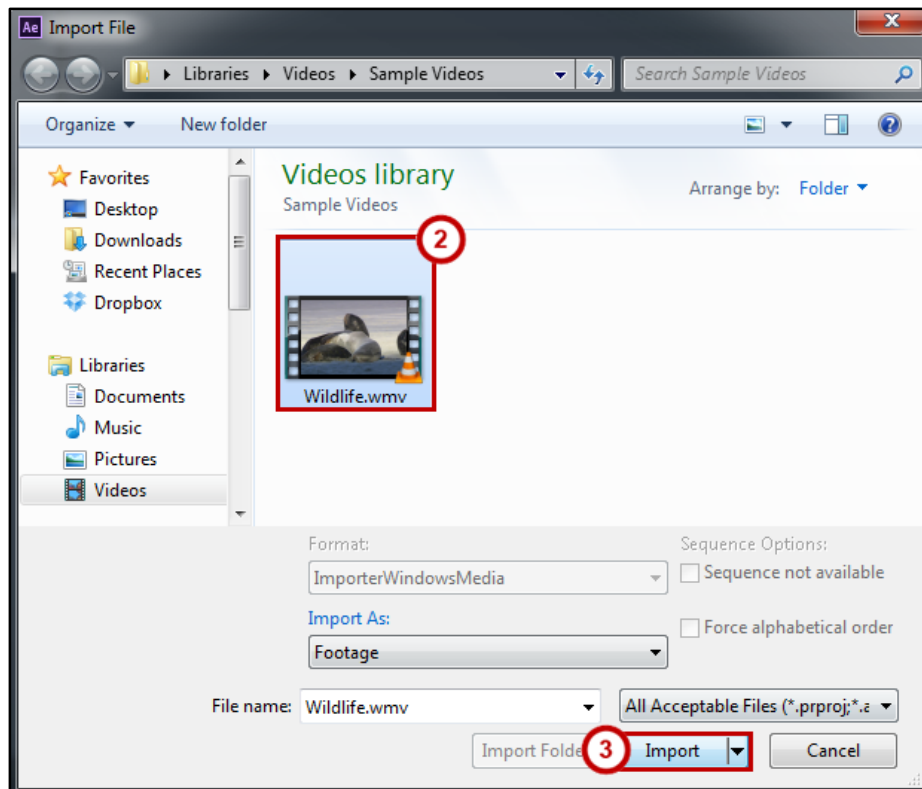 Ae Import File
Libraries Videos Sample Videos
Search Sample Videos
Organize New folder
Favorites
Desktop
Downloads
Recent Places
Dropbox
Libraries
Documents
Music
Pictures
Videos
Videos library
Sample Videos
Arrange by: Folder
2
Wildlife.wmv
Format:
ImporterWindowsMedia
Import As:
Footage
Sequence Options:
Sequence not available
Force alphabetical order
File name: Wildlife.wmv
All Acceptable Files (*.prproj;*.a
Import Folde
3
Import
Cancel